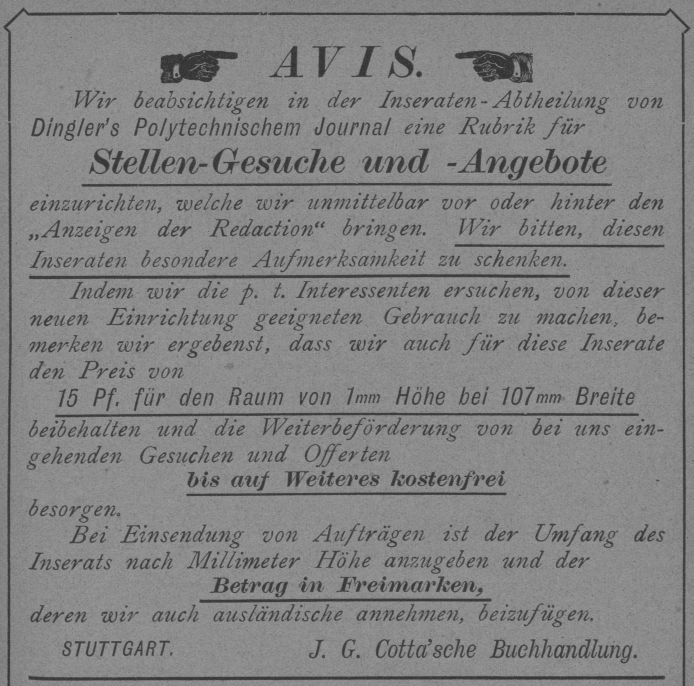 AVIS.
Wir beabsichtigen in der Inseraten-Abtheilung von
Dingler's Polytechnischem Journal eine Rubrik für
Stellen-Gesuche und -Angebote
einzurichten, welche wir unmittelbar vor oder hinter den
„Anzeigen der Redaction“ bringen. Wir bitten, diesen
Inseraten besondere Aufmerksamkeit zu schenken.
Indem wir die p. t. Interessenten ersuchen, von dieser
neuen Einrichtung geeigneten Gebrauch zu machen, be-
merken wir ergebenst, dass wir auch für diese Inserate
den Preis von
15 Pf. für den Raum von 1mm Höhe bei 107mm Breite
beibehalten und die Weiterbeförderung von bei uns ein-
gehenden Gesuchen und Offerten
bis auf Weiteres kostenfrei
besorgen.
Bei Einsendung von Aufträgen ist der Umfang des
Inserats nach Millimeter Höhe anzugeben und der
Betrag in Freimarken,
deren wir auch ausländische annehmen, beizufügen.
STUTTGART. J. G. Cotta'sche Buchhandlung.